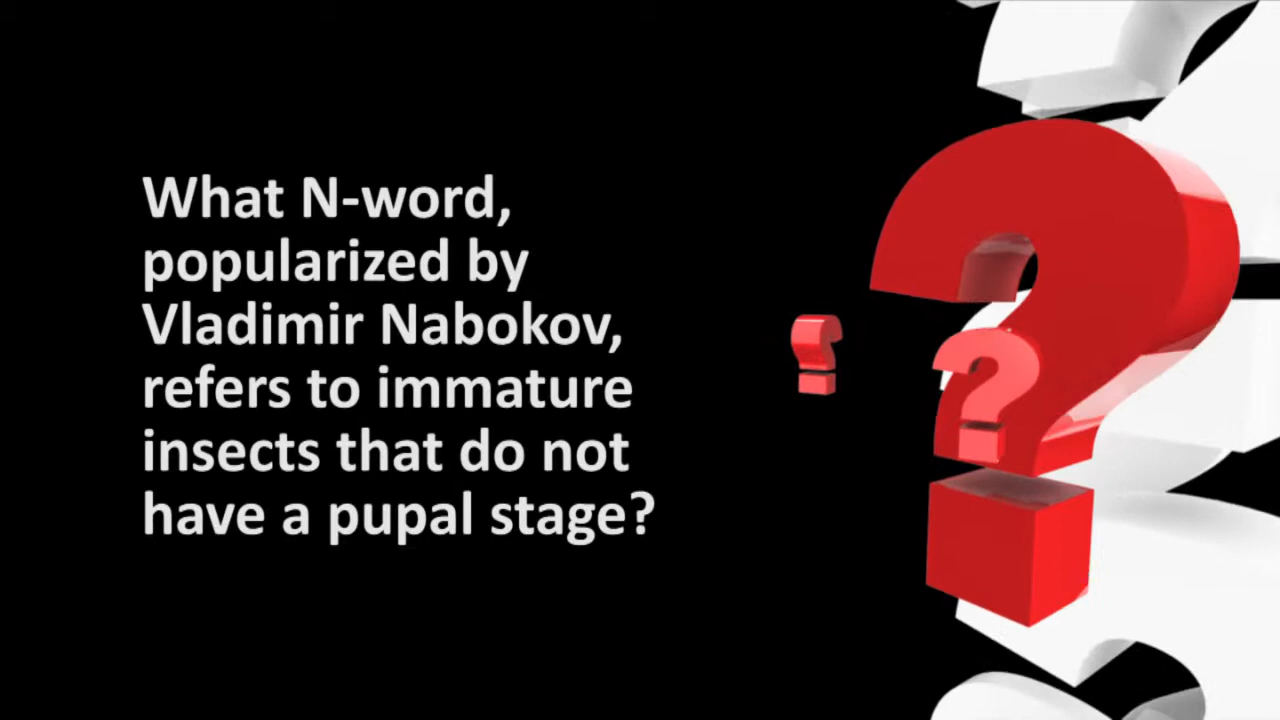 What N-word,
popularized by
Vladimir Nabokov,
refers to immature
insects that do not
have a pupal stage?